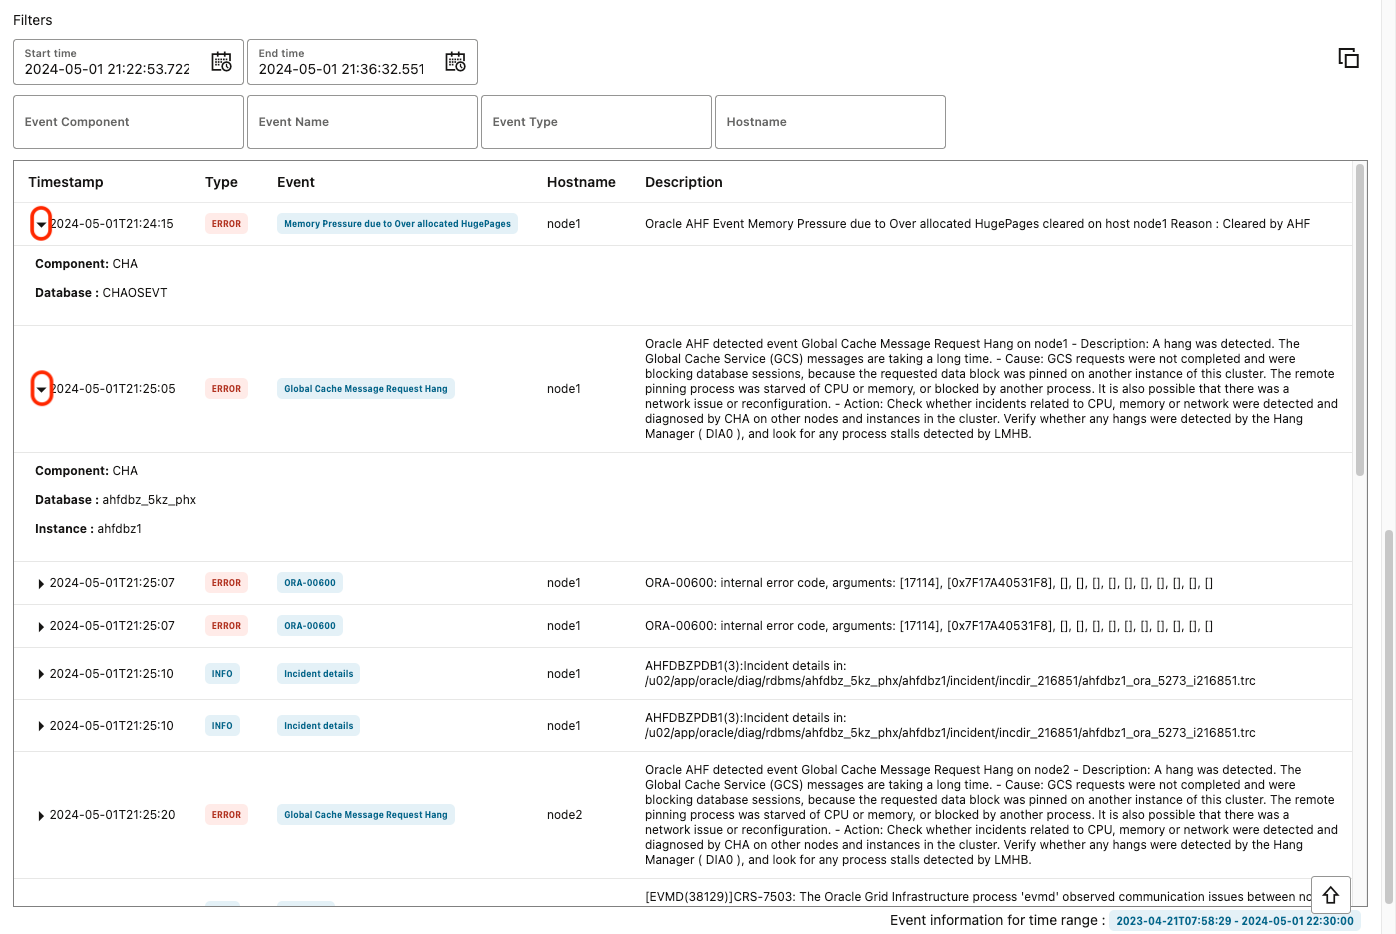 Filters
Start time
2024-05-01 21:22:53.722
End time
2024-05-01 21:36:32.551
Event Component
Event Name
Event Type
Hostname
Timestamp Type Event Hostname Description
2024-05-01T21:24:15 ERROR Memory Pressure due to Over allocated HugePages node1 Oracle AHF Event Memory Pressure due to Over allocated HugePages cleared on host node1 Reason : Cleared by AHF
Component: CHA
Database : CHAOSEVT
2024-05-01T21:25:05 ERROR Global Cache Message Request Hang node1
Oracle AHF detected event Global Cache Message Request Hang on node1 - Description: A hang was detected. The
Global Cache Service (GCS) messages are taking a long time. - Cause: GCS requests were not completed and were
blocking database sessions, because the requested data block was pinned on another instance of this cluster. The remote
pinning process was starved of CPU or memory, or blocked by another process. It is also possible that there was a
network issue or reconfiguration. - Action: Check whether incidents related to CPU, memory or network were detected and
diagnosed by CHA on other nodes and instances in the cluster. Verify whether any hangs were detected by the Hang
Manager ( DIA0 ), and look for any process stalls detected by LMHB.
Component: CHA
Database : ahfdbz_5kz_phx
Instance : ahfdbz1
2024-05-01T21:25:07 ERROR ORA-00600 node1 ORA-00600: internal error code, arguments: [17114], [0x7F17A40531F8], [], [], [], [], [], [], [], [], [], []
2024-05-01T21:25:07 ERROR ORA-00600 node1 ORA-00600: internal error code, arguments: [17114], [0x7F17A40531F8], [], [], [], [], [], [], [], [], [], []
2024-05-01T21:25:10 INFO Incident details node1
AHFDBZPDB1(3):Incident details in:
/u02/app/oracle/diag/rdbms/ahfdbz_5kz_phx/ahfdbz1/incident/incdir_216851/ahfdbz1_ora_5273_i216851.trc
2024-05-01T21:25:10 INFO Incident details node1
AHFDBZPDB1(3):Incident details in:
/u02/app/oracle/diag/rdbms/ahfdbz_5kz_phx/ahfdbz1/incident/incdir_216851/ahfdbz1_ora_5273_i216851.trc
2024-05-01T21:25:20 ERROR Global Cache Message Request Hang node2
Oracle AHF detected event Global Cache Message Request Hang on node2 - Description: A hang was detected. The
Global Cache Service (GCS) messages are taking a long time. - Cause: GCS requests were not completed and were
blocking database sessions, because the requested data block was pinned on another instance of this cluster. The remote
pinning process was starved of CPU or memory, or blocked by another process. It is also possible that there was a
network issue or reconfiguration. - Action: Check whether incidents related to CPU, memory or network were detected and
diagnosed by CHA on other nodes and instances in the cluster. Verify whether any hangs were detected by the Hang
Manager ( DIA0 ), and look for any process stalls detected by LMHB.
[EVMD(38129)]CRS-7503: The Oracle Grid Infrastructure process 'evmd' observed communication issues between
Event information for time range : 2023-04-21T07:58:29 - 2024-05-01 22:30:00